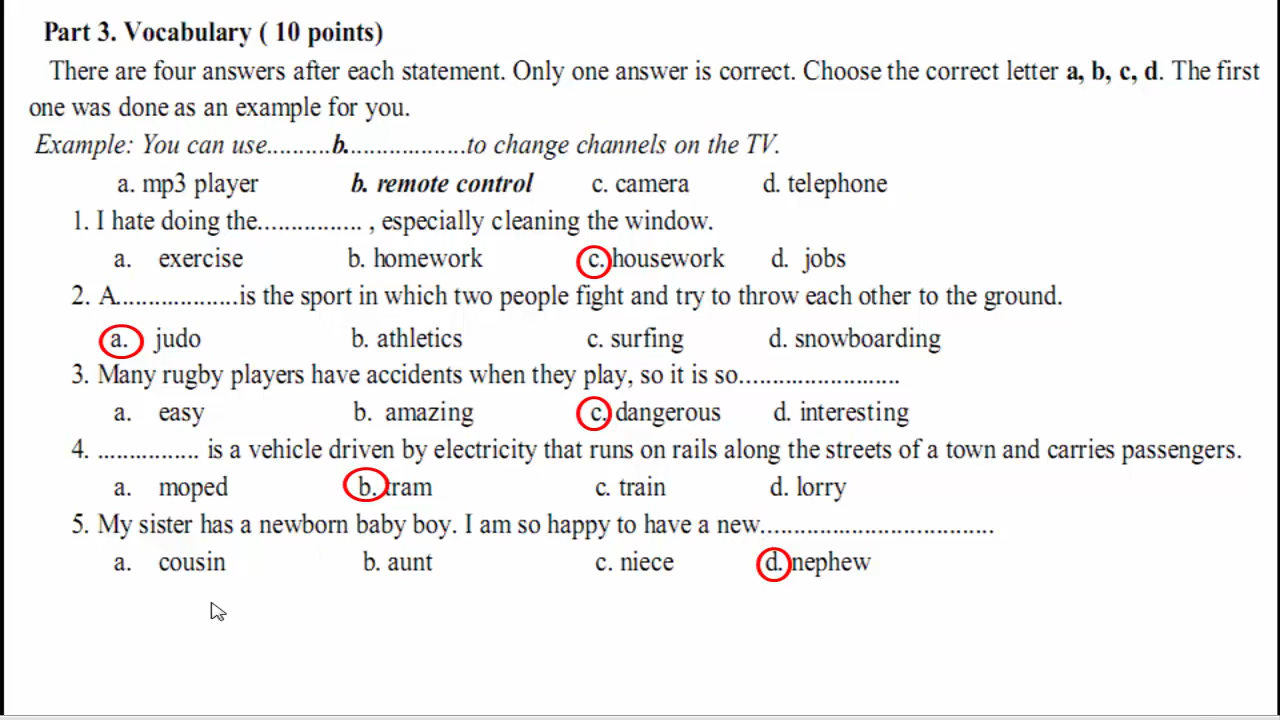 Part 3. Vocabulary ( 10 points)
There are four answers after each statement. Only one answer is correct. Choose the correct letter a, b, c, d. The first
one was done as an example for you.
Example: You can use..........b...................to change channels on the TV.
a. mp3 player b. remote control c. camera d. telephone
1. I hate doing the................ , especially cleaning the window.
a. exercise b. homework c. housework d. jobs
2. A...................is the sport in which two people fight and try to throw each other to the ground.
a. judo b. athletics c. surfing d. snowboarding
3. Many rugby players have accidents when they play, so it is so.........................
a. easy b. amazing c. dangerous d. interesting
4. ................ is a vehicle driven by electricity that runs on rails along the streets of a town and carries passengers.
a. moped b. tram c. train d. lorry
5. My sister has a newborn baby boy. I am so happy to have a new....................................
a. cousin b. aunt c. niece d. nephew